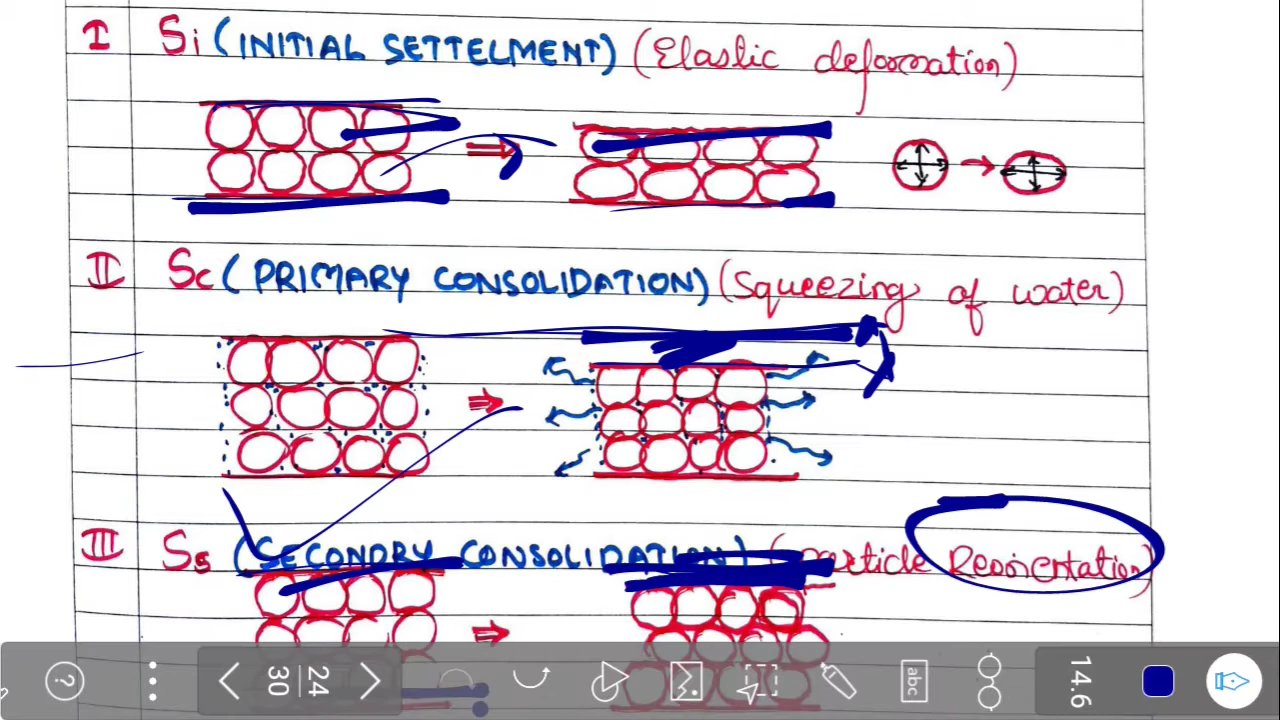 I Si (INITIAL SETTELMENT) (Elastic deformation)
II Sc (PRIMARY CONSOLIDATION) (Squeezing of water)
III Ss (SECONDRY CONSOLIDATION) (particle Reorientation)
?
30
24
abc
14.6